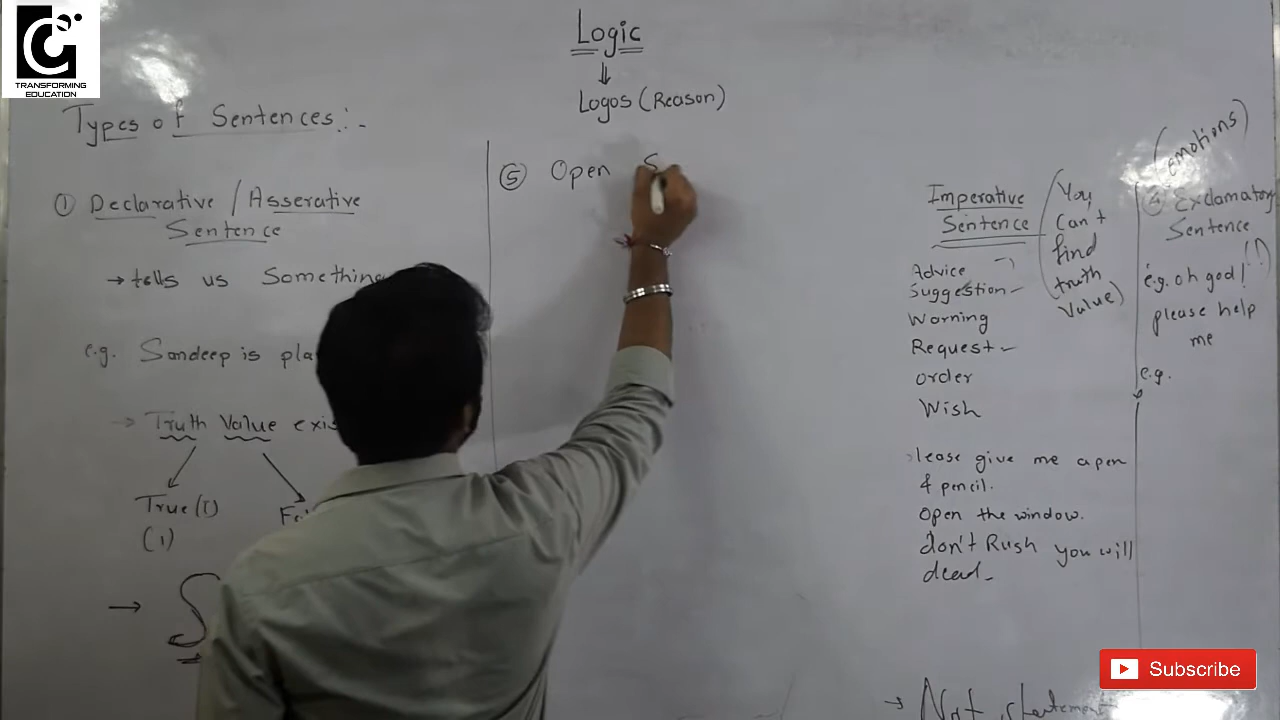 TRANSFORMING
EDUCATION
Logic
Logos (Reason)
Types of Sentences:-
① Declarative / Asserative
Sentence
→ tells us Something
e.g. Sandeep is
→ Truth Value
True (T)
(1)
⑤ Open S
Imperative
Sentence
(You
Can't
find
truth
Value)
Advice
Suggestion
Warning
Request
order
Wish
give me a pen
& pencil.
Open the window.
don't Rush you will
dead
(emotions)
④ Exclamatory
Sentence
(!)
e.g. oh god!
please help
me
e.g.
→ Not statement
Subscribe